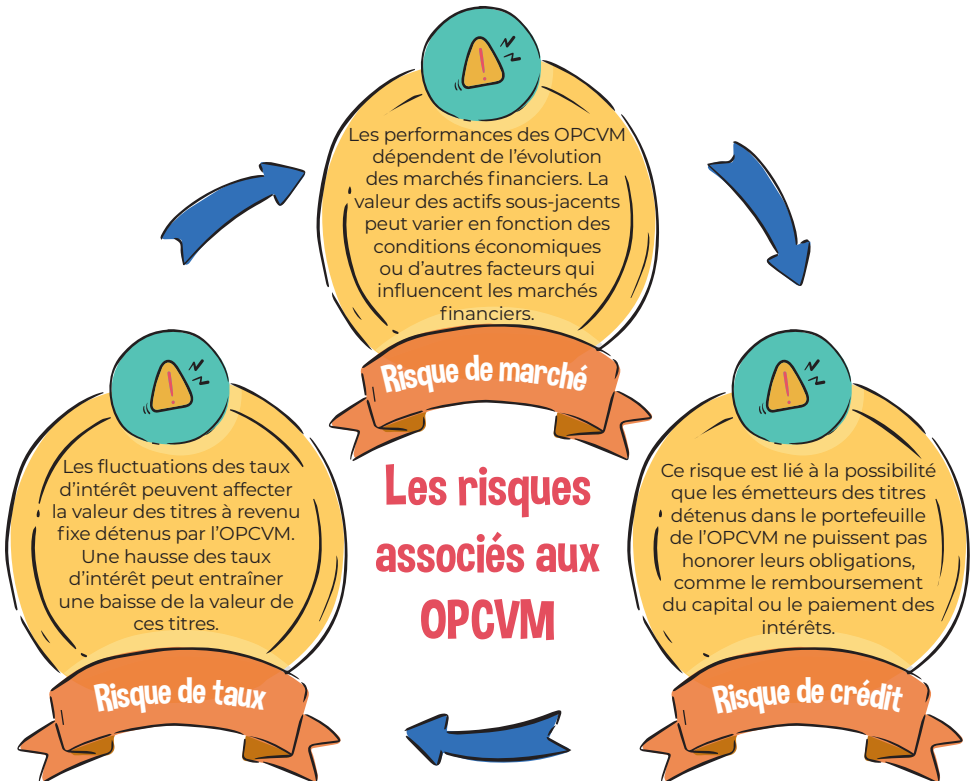 Les performances des OPCVM
dépendent de l’évolution
des marchés financiers. La
valeur des actifs sous-jacents
peut varier en fonction des
conditions économiques
ou d’autres facteurs qui
influencent les marchés
financiers.
Risque de marché
Les risques
associés aux
OPCVM
Les fluctuations des taux
d’intérêt peuvent affecter
la valeur des titres à revenu
fixe détenus par l’OPCVM.
Une hausse des taux
d’intérêt peut entraîner
une baisse de la valeur de
ces titres.
Risque de taux
Ce risque est lié à la possibilité
que les émetteurs des titres
détenus dans le portefeuille
de l’OPCVM ne puissent pas
honorer leurs obligations,
comme le remboursement
du capital ou le paiement des
intérêts.
Risque de crédit